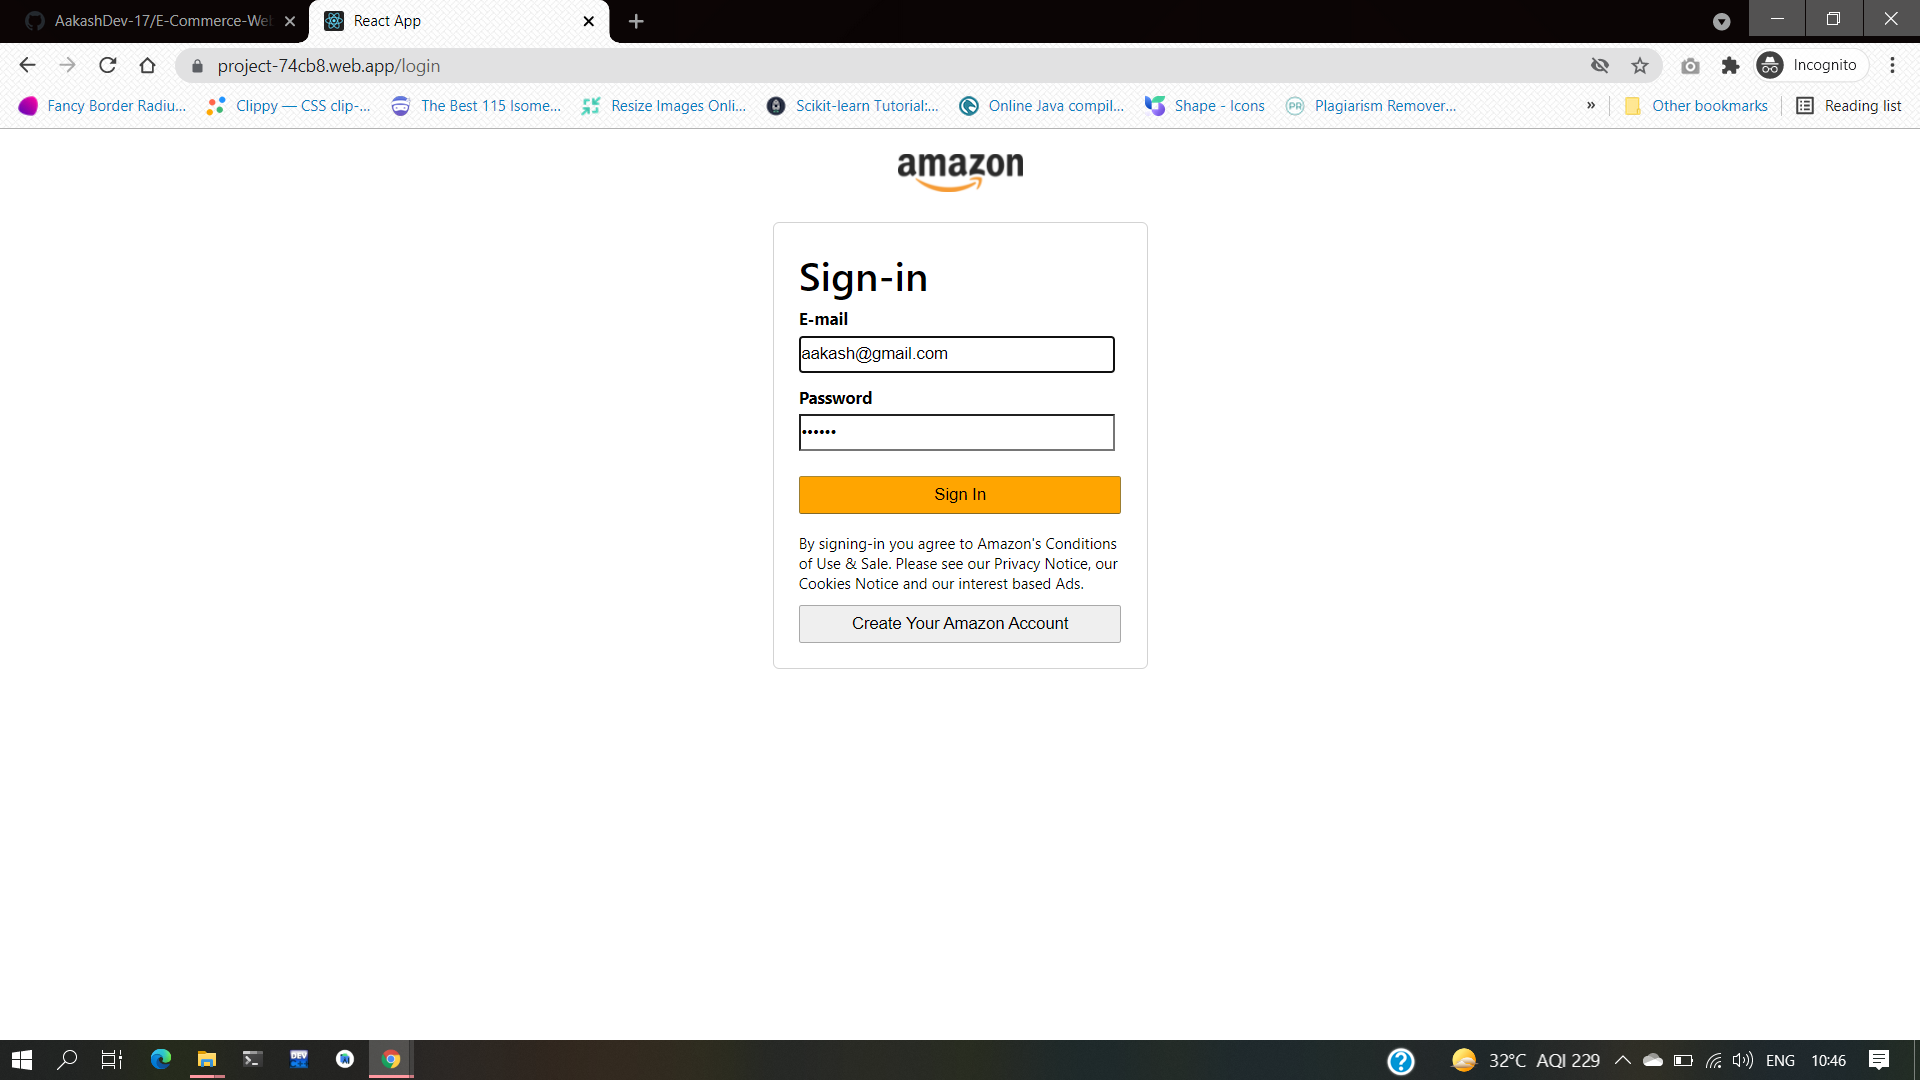 AakashDev-17/E-Commerce-Web
React App
project-74cb8.web.app/login
Incognito
Fancy Border Radiu...
Clippy — CSS clip-...
The Best 115 Isome...
Resize Images Onli...
Scikit-learn Tutorial:...
Online Java compil...
Shape - Icons
PR
Plagiarism Remover...
»
Other bookmarks
Reading list
amazon
Sign-in
E-mail
aakash@gmail.com
Password
••••••
Sign In
By signing-in you agree to Amazon's Conditions
of Use & Sale. Please see our Privacy Notice, our
Cookies Notice and our interest based Ads.
Create Your Amazon Account
DEV
32°C AQI 229
ENG
10:46